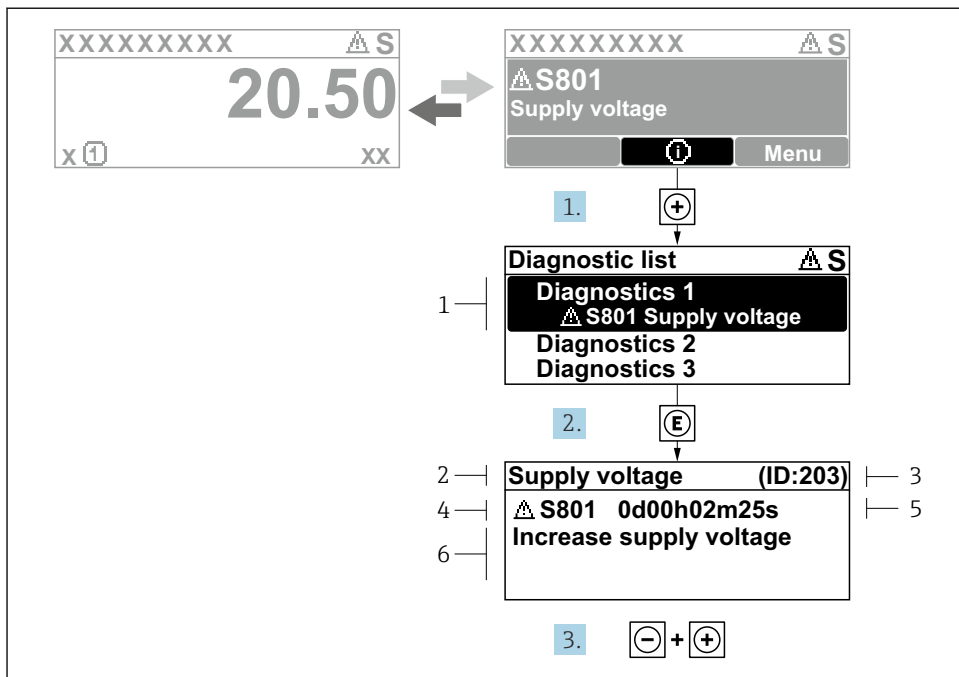 XXXXXXXXX S
20.50
x 1 XX
XXXXXXXXX S
S801
Supply voltage
i Menu
1. +
Diagnostic list S
1 Diagnostics 1
S801 Supply voltage
Diagnostics 2
Diagnostics 3
2. E
2 Supply voltage (ID:203) 3
4 S801 0d00h02m25s 5
6 Increase supply voltage
3. - + +